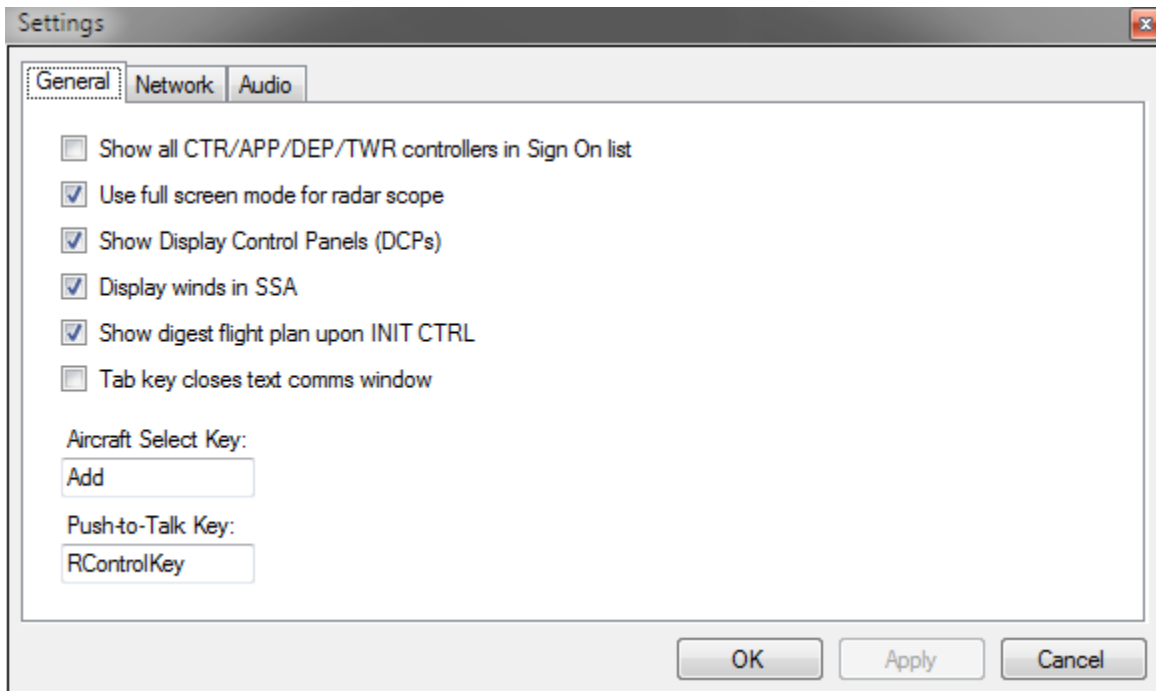 Settings
General Network Audio
Show all CTR/APP/DEP/TWR controllers in Sign On list
Use full screen mode for radar scope
Show Display Control Panels (DCPs)
Display winds in SSA
Show digest flight plan upon INIT CTRL
Tab key closes text comms window
Aircraft Select Key:
Add
Push-to-Talk Key:
RControlKey
OK Apply Cancel